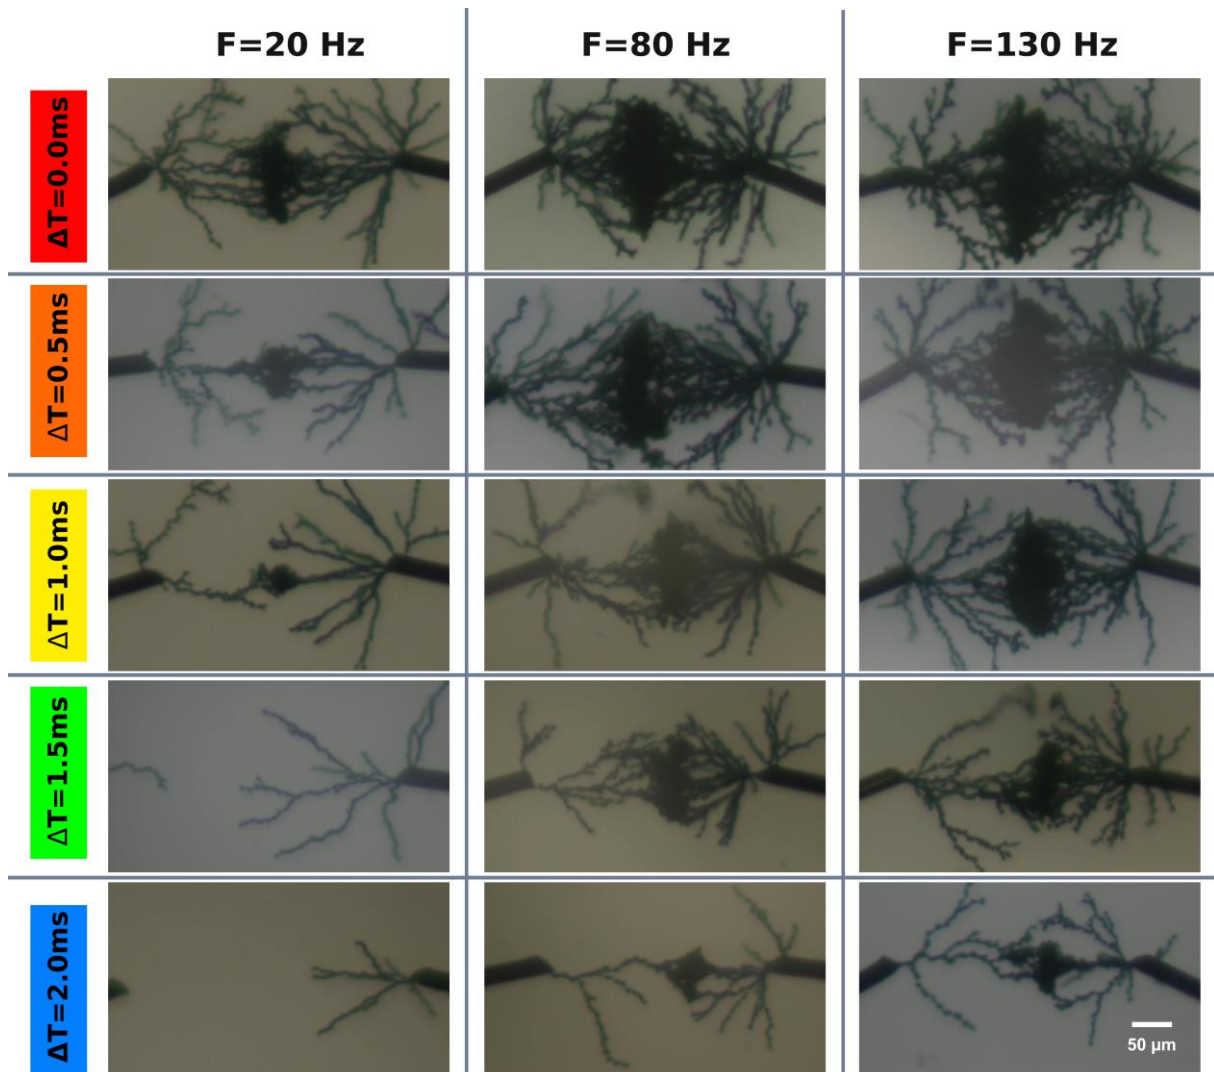 F=20 Hz
F=80 Hz
F=130 Hz
ΔT=0.0ms
ΔT=0.5ms
ΔT=1.0ms
ΔT=1.5ms
ΔT=2.0ms
50 µm